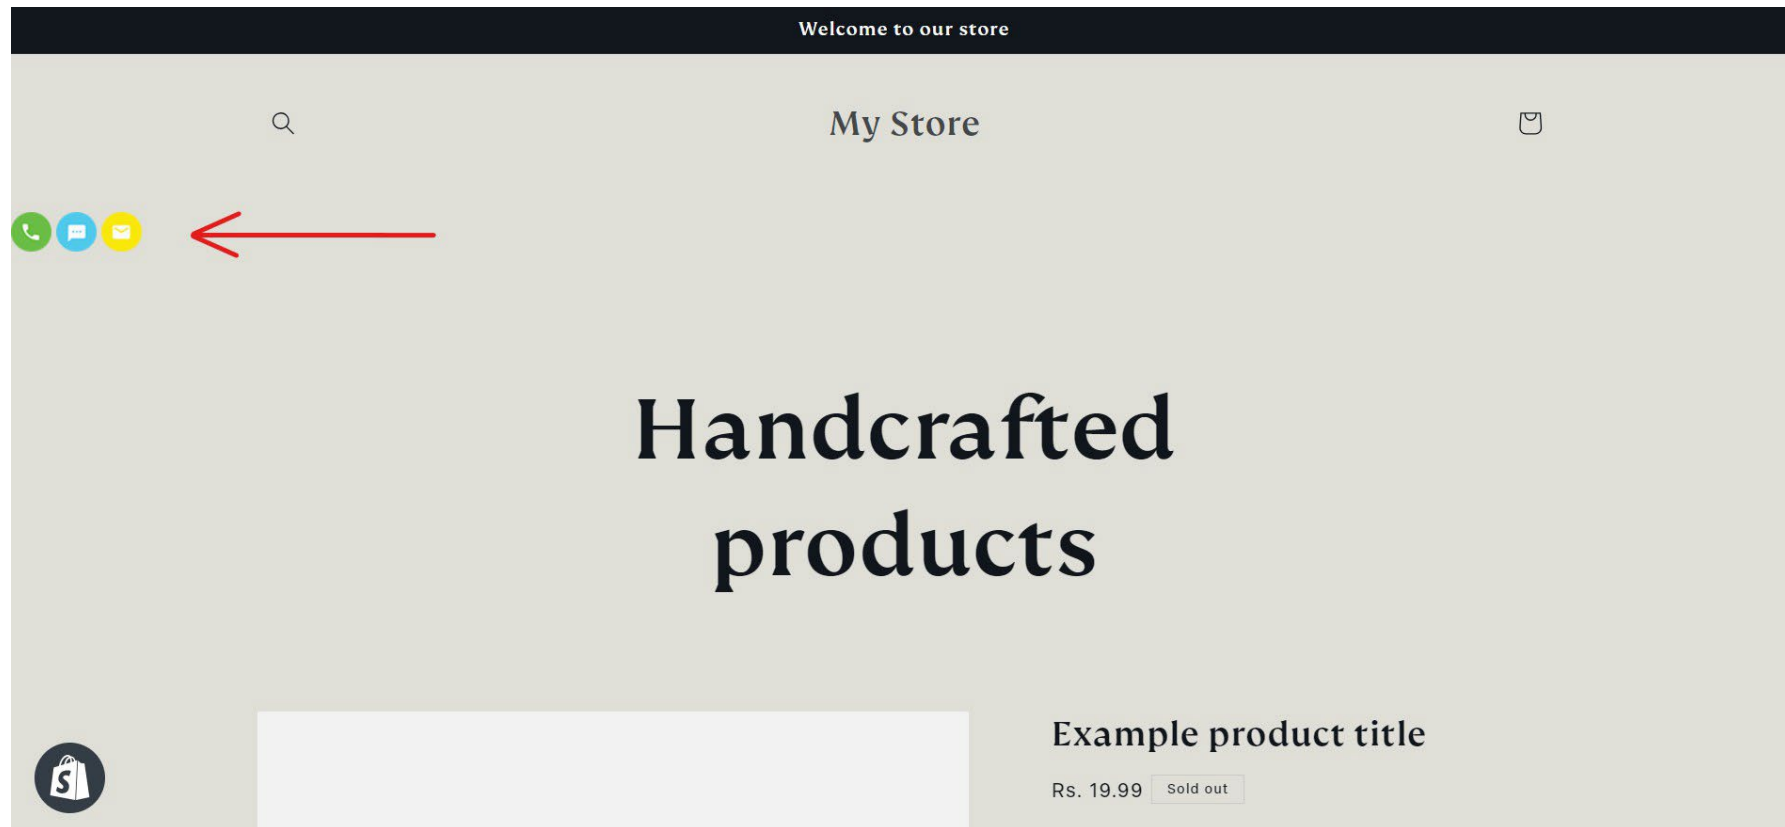 Welcome to our store
My Store
Handcrafted
products
Example product title
Rs. 19.99 Sold out